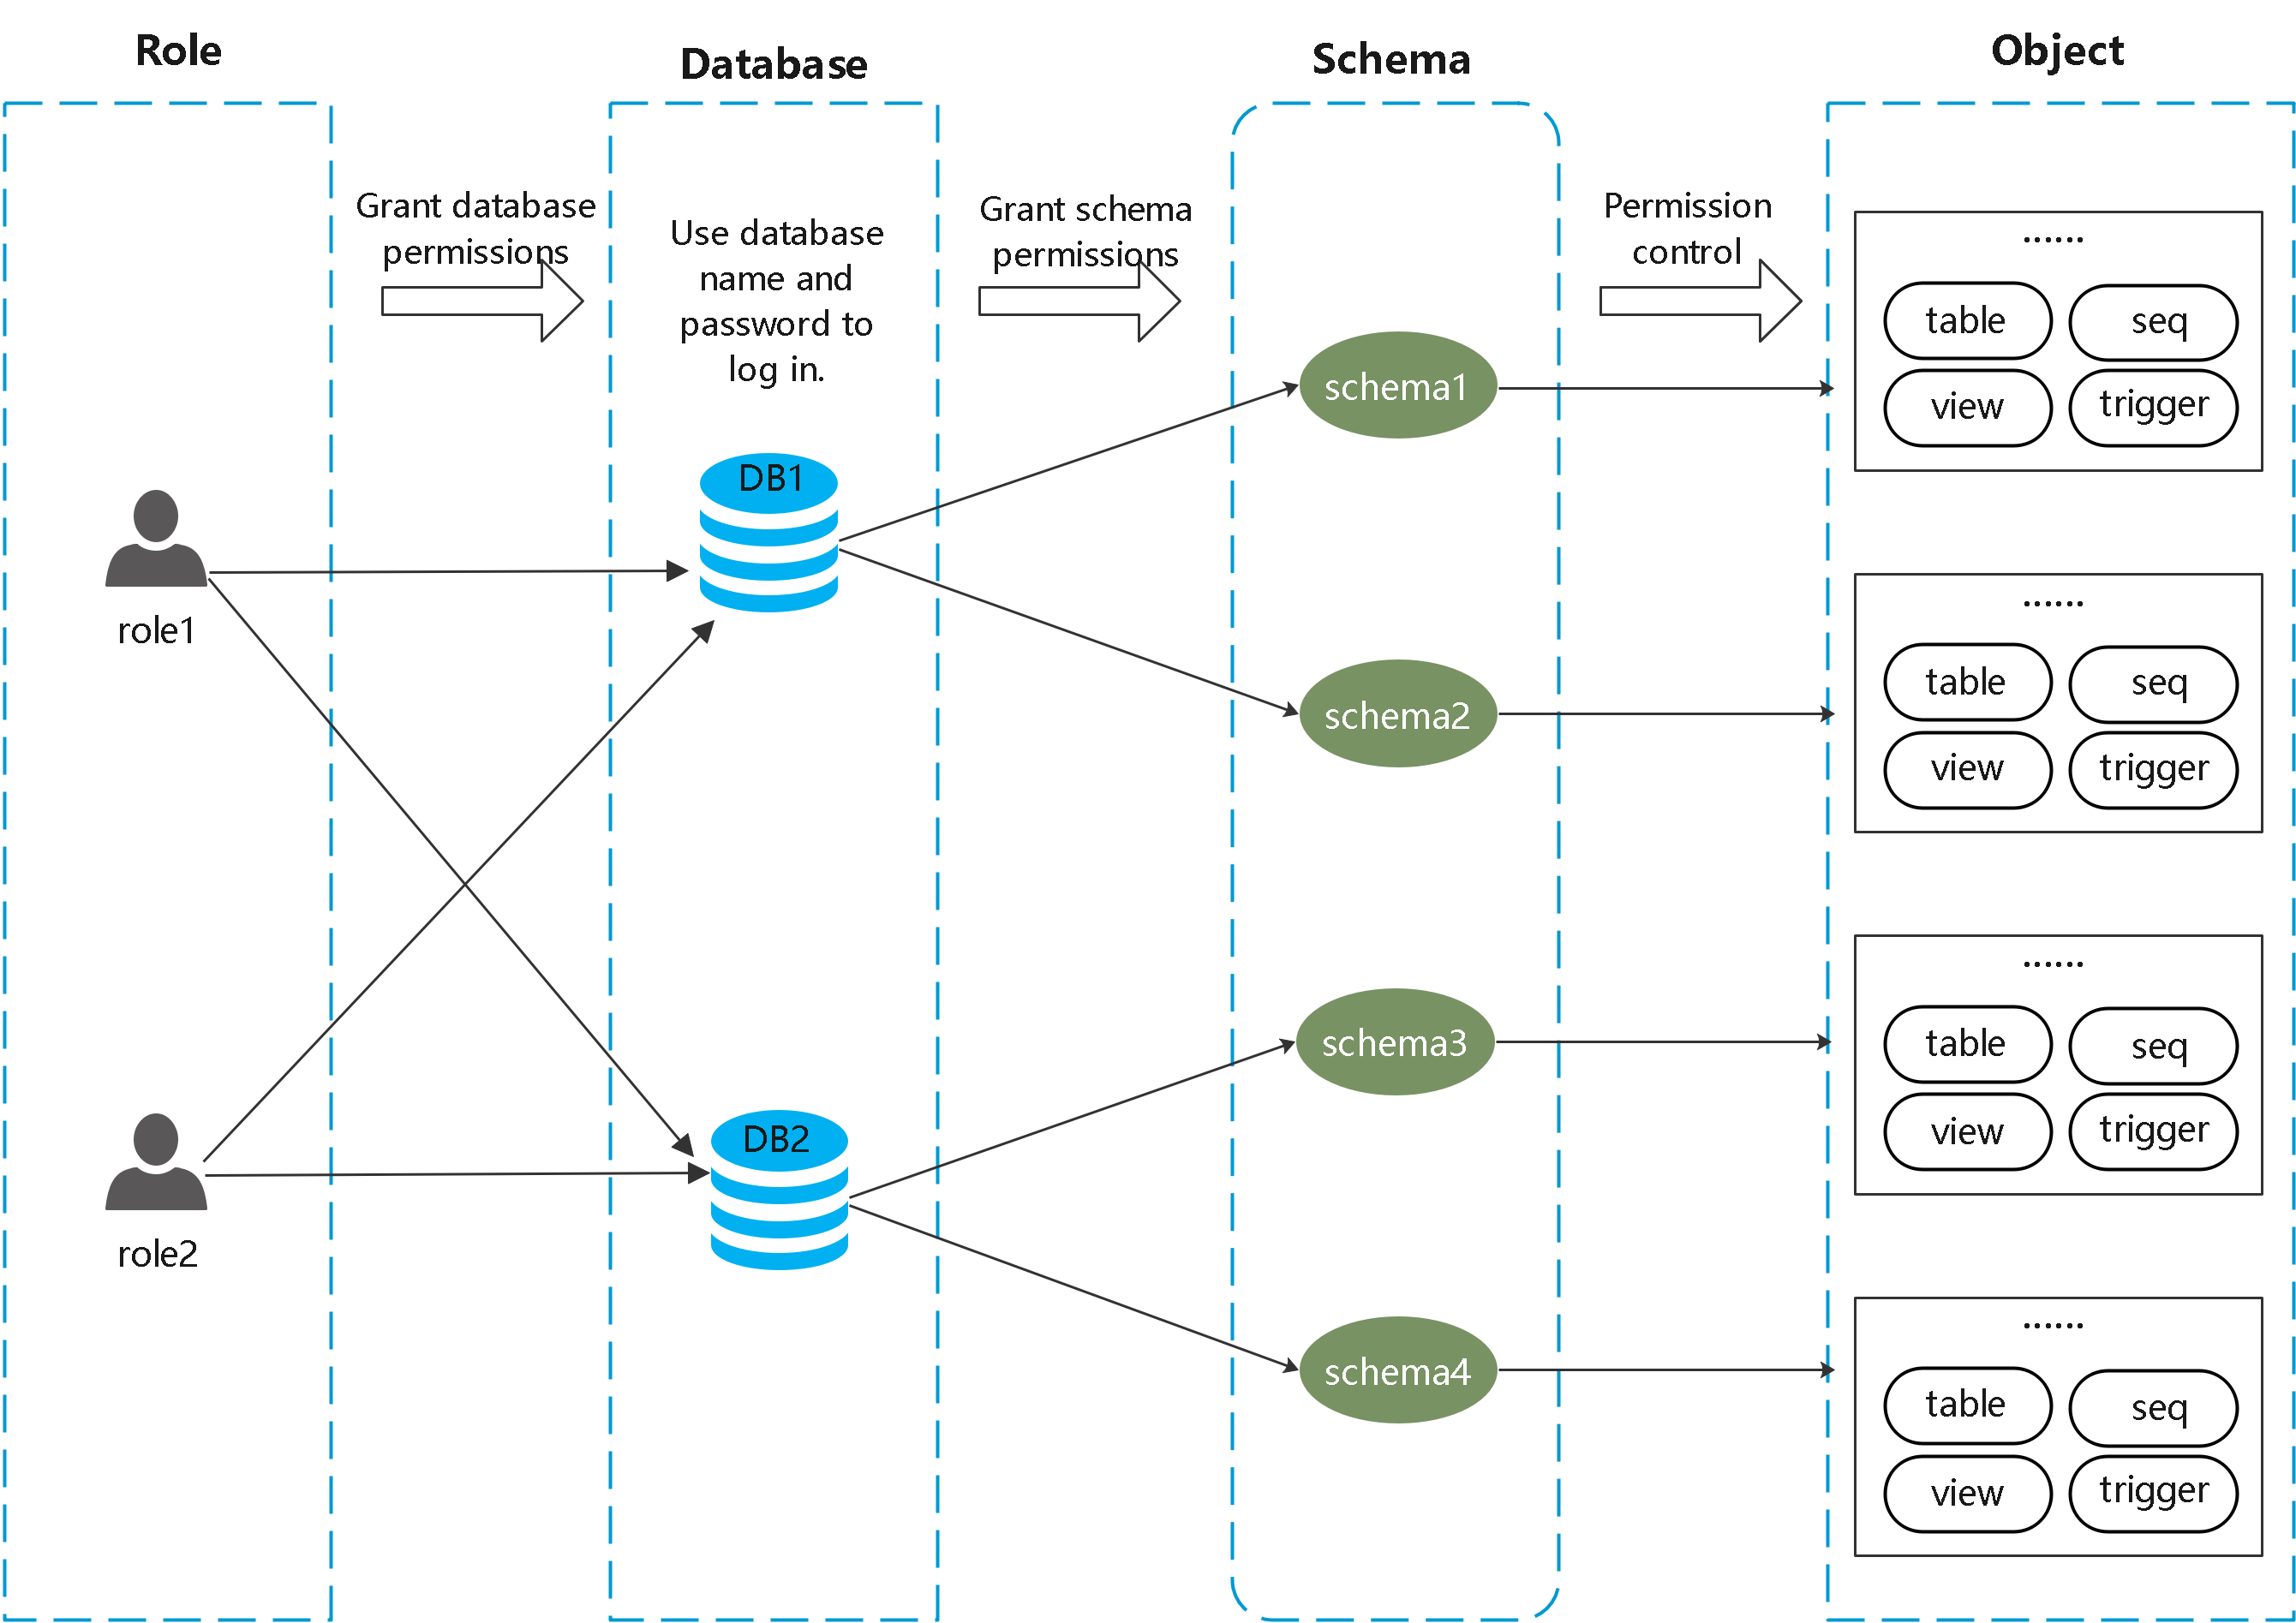 Role
Database
Schema
Object
Grant database
permissions
Use database
name and
password to
log in.
Grant schema
permissions
Permission
control
role1
role2
DB1
DB2
schema1
schema2
schema3
schema4
......
table
seq
view
trigger
......
table
seq
view
trigger
......
table
seq
view
trigger
......
table
seq
view
trigger